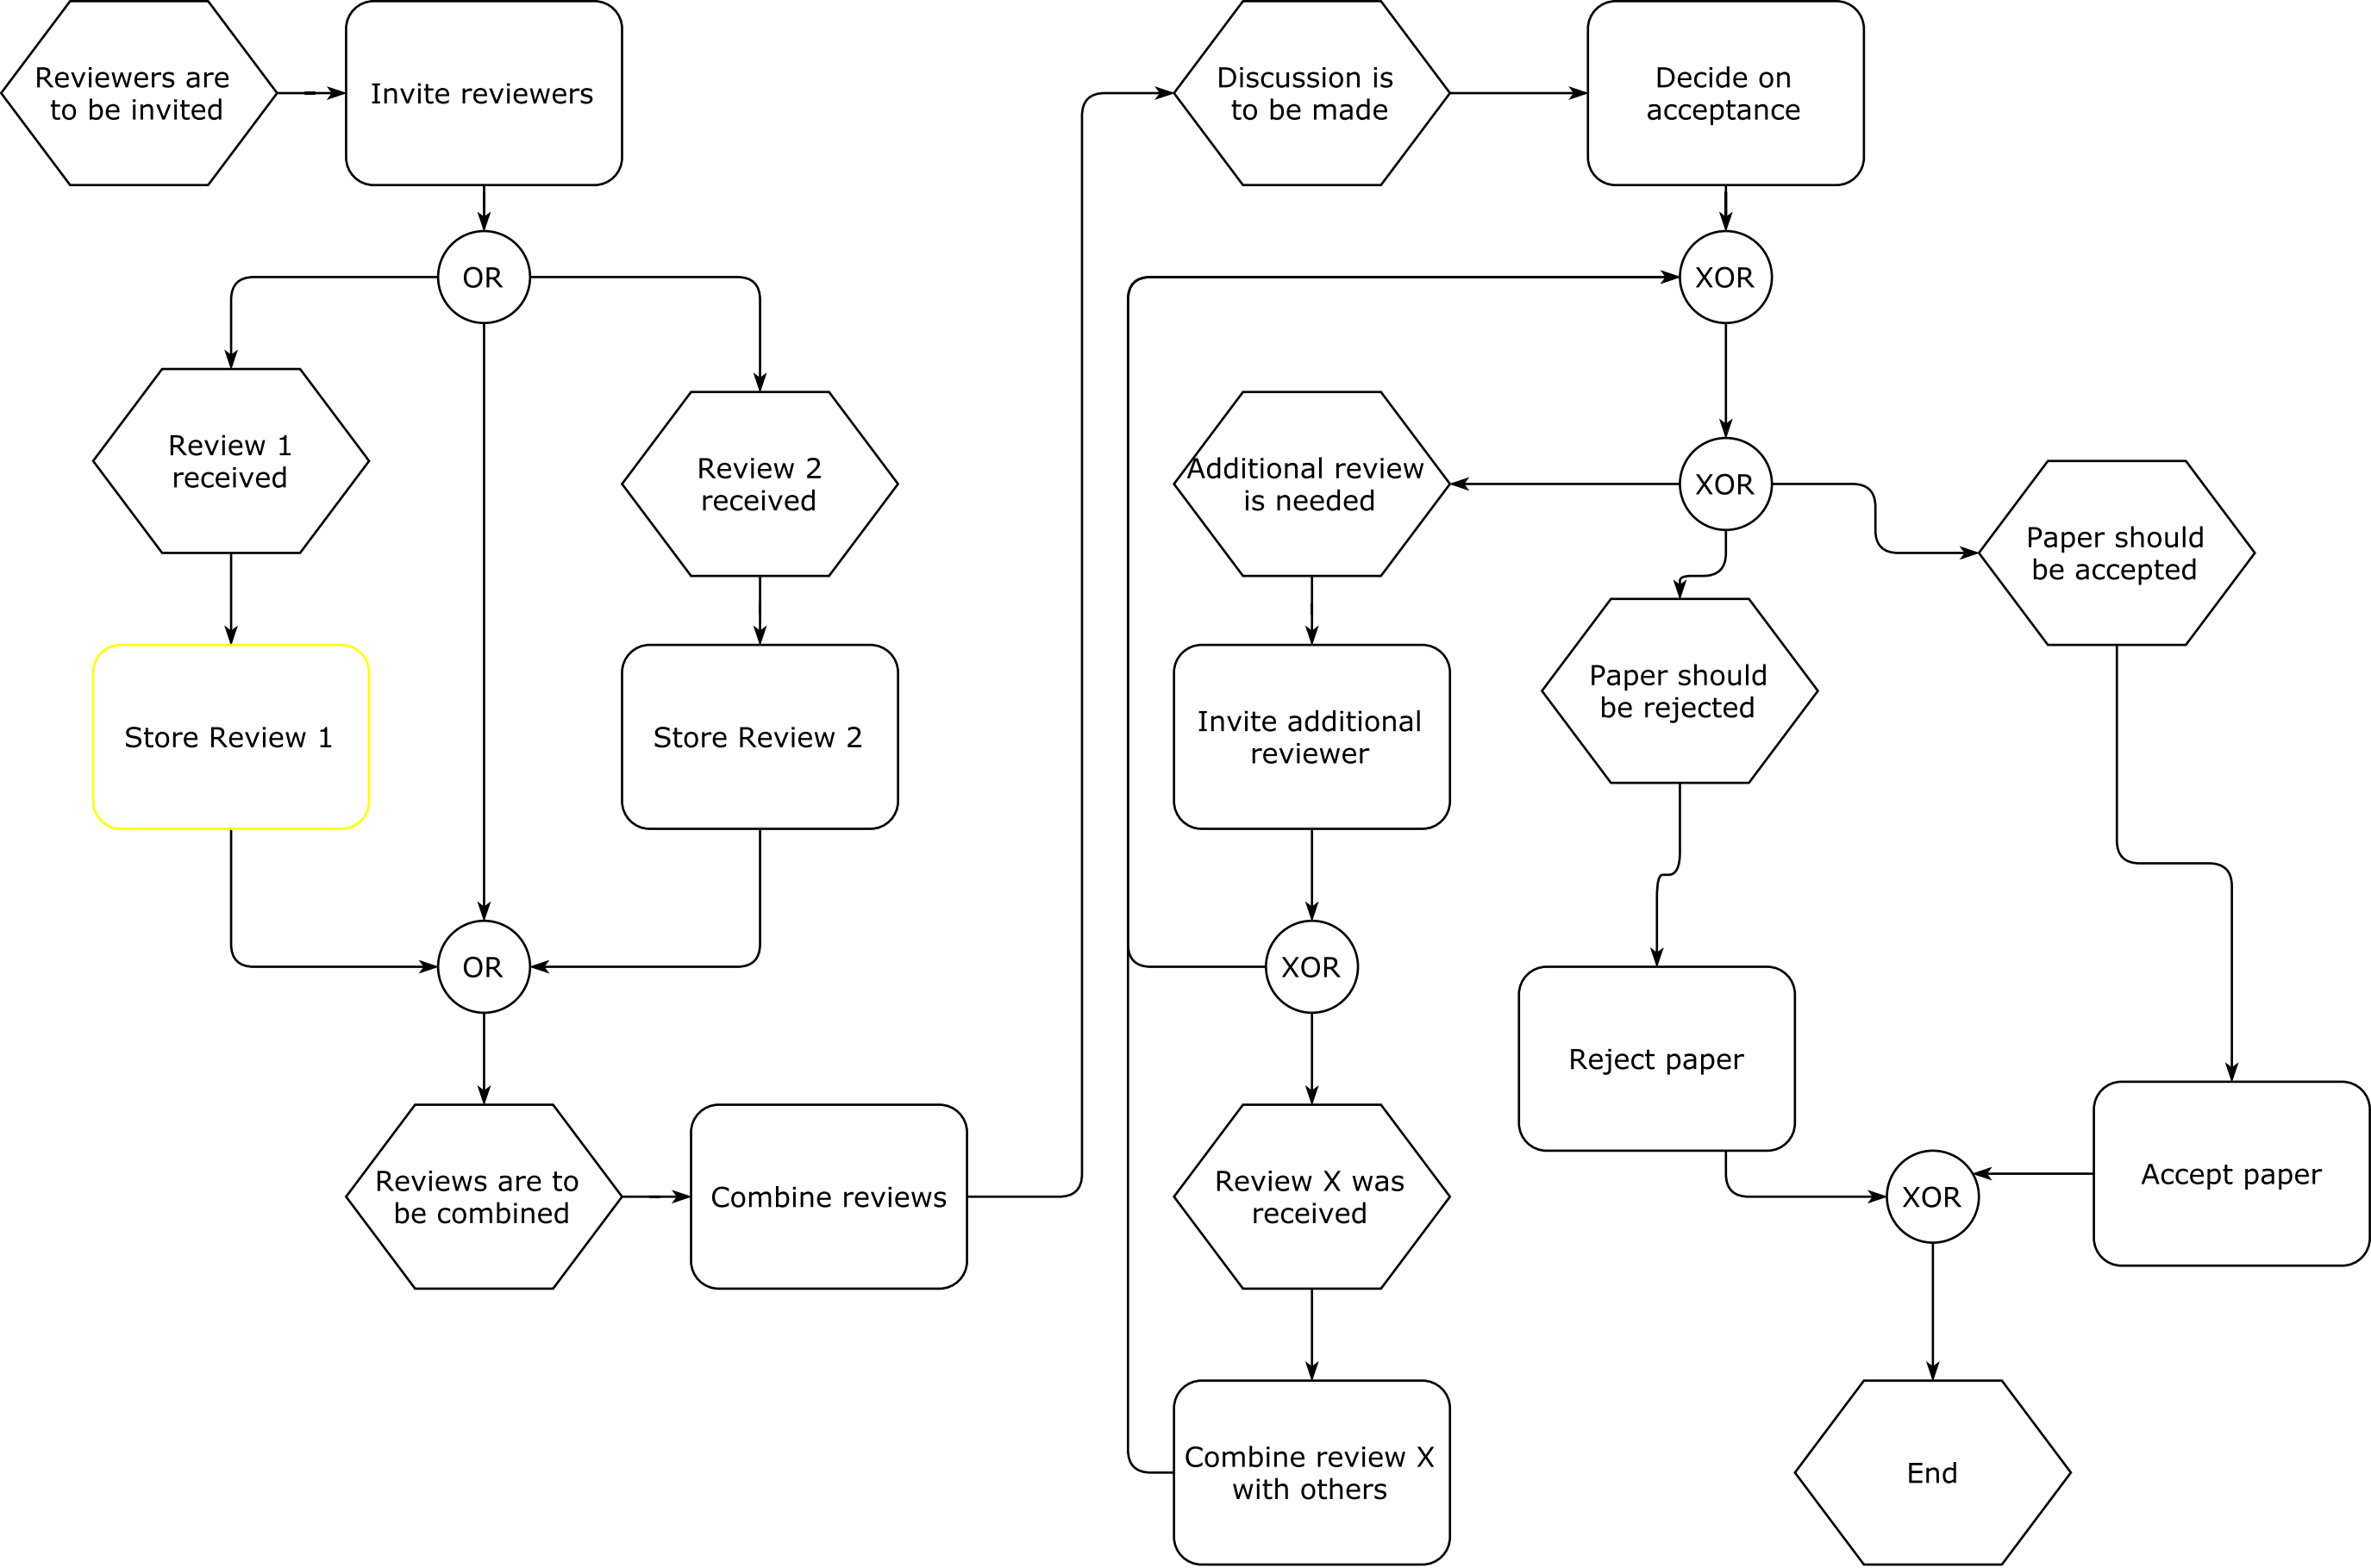 Reviewers are
to be invited
Invite reviewers
OR
Review 1
received
Review 2
received
Store Review 1
Store Review 2
OR
Reviews are to
be combined
Combine reviews
Discussion is
to be made
Decide on
acceptance
XOR
XOR
Additional review
is needed
Paper should
be accepted
Paper should
be rejected
Invite additional
reviewer
XOR
Reject paper
Review X was
received
XOR
Accept paper
Combine review X
with others
End